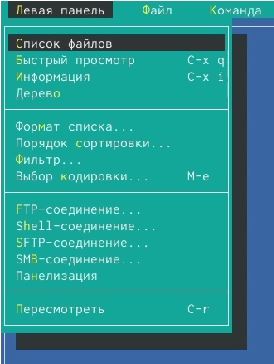 Левая панель Файл Команда
Список файлов
Быстрый просмотр C-x q
Информация C-x i
Дерево
Формат списка...
Порядок сортировки...
Фильтр...
Выбор кодировки... M-e
FTP-соединение...
Shell-соединение...
SFTP-соединение...
SMB-соединение...
Панелизация
Пересмотреть C-r